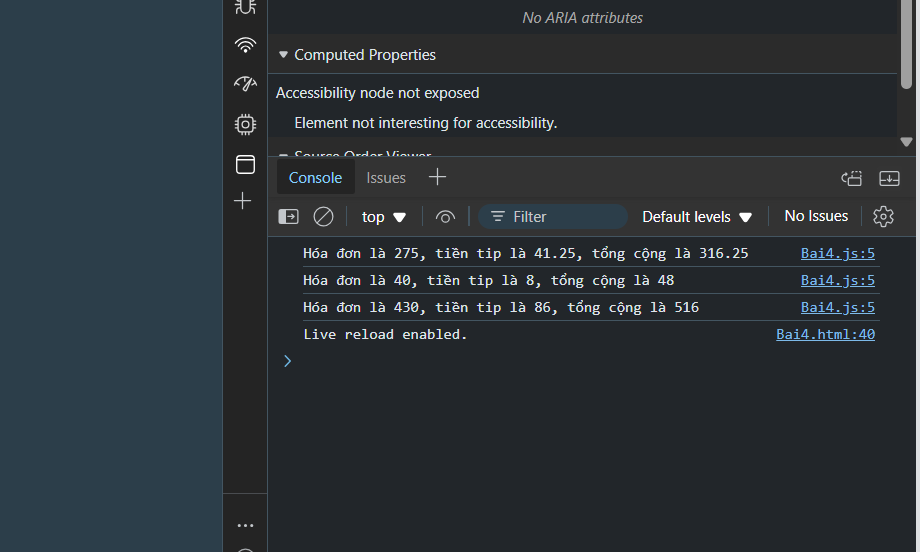 No ARIA attributes
Computed Properties
Accessibility node not exposed
Element not interesting for accessibility.
Source Order Viewer
Console Issues
top Filter Default levels No Issues
Hóa đơn là 275, tiền tip là 41.25, tổng cộng là 316.25 Bai4.js:5
Hóa đơn là 40, tiền tip là 8, tổng cộng là 48 Bai4.js:5
Hóa đơn là 430, tiền tip là 86, tổng cộng là 516 Bai4.js:5
Live reload enabled. Bai4.html:40